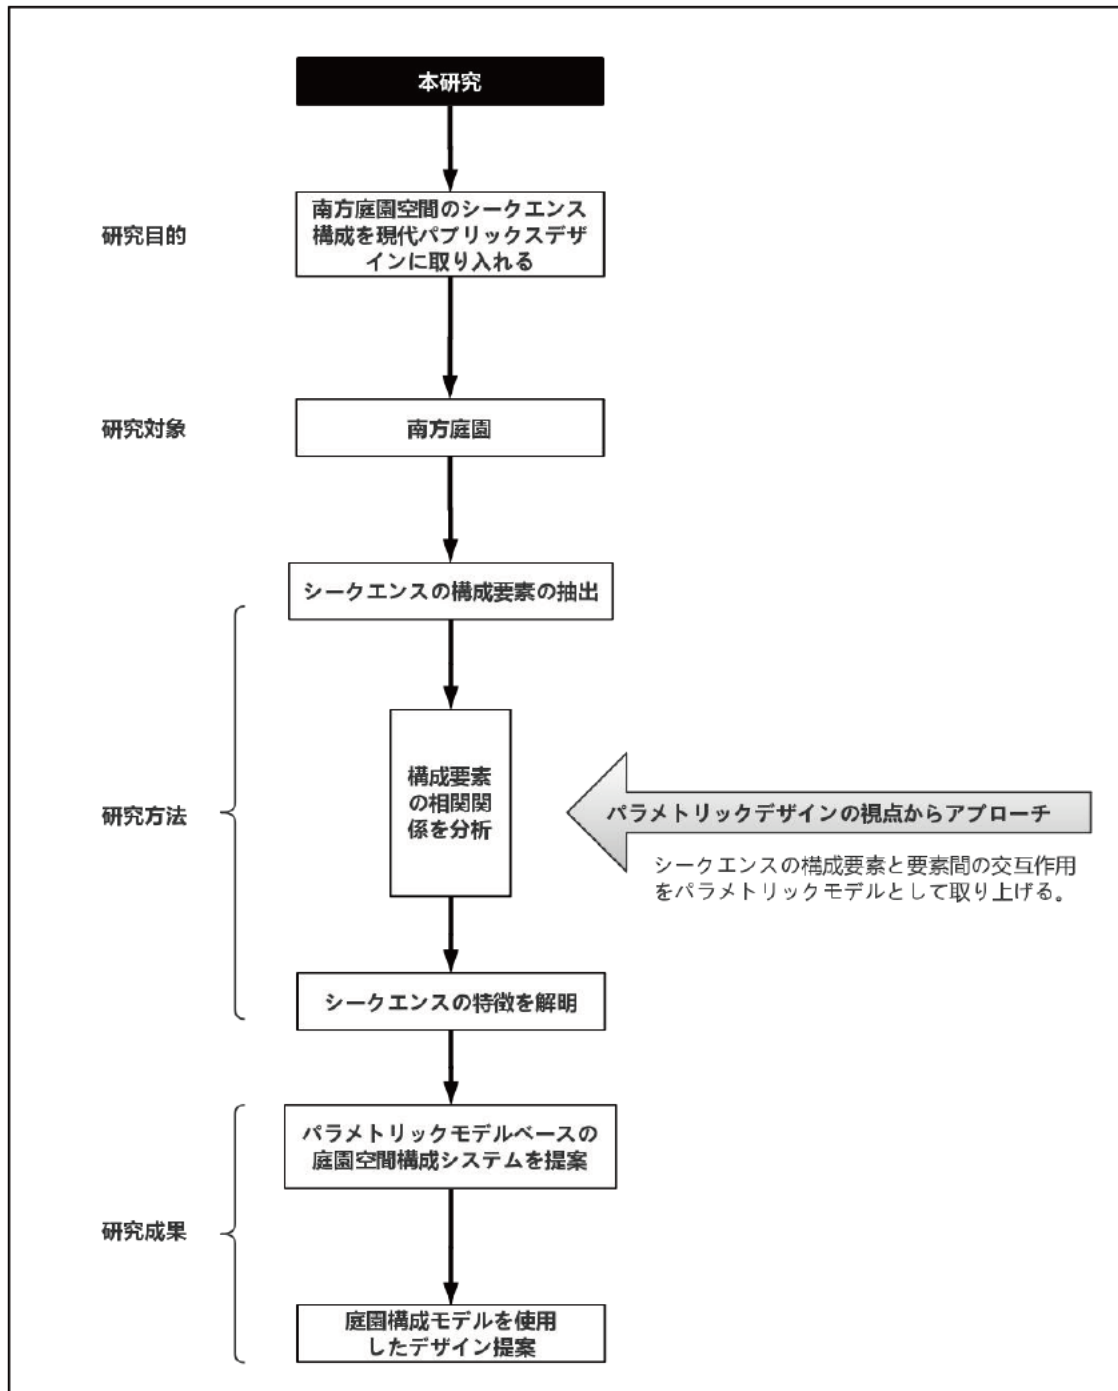 本研究
研究目的
南方庭園空間のシークエンス
構成を現代パブリックスデザ
インに取り入れる
研究対象
南方庭園
シークエンスの構成要素の抽出
研究方法
構成要素
の相関関
係を分析
パラメトリックデザインの視点からアプローチ
シークエンスの構成要素と要素間の交互作用
をパラメトリックモデルとして取り上げる。
シークエンスの特徴を解明
研究成果
パラメトリックモデルベースの
庭園空間構成システムを提案
庭園構成モデルを使用
したデザイン提案